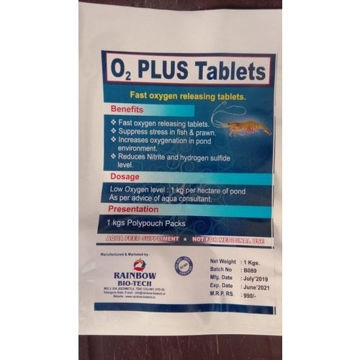 O₂ PLUS Tablets
Fast oxygen releasing tablets.
Benefits
❖ Fast oxygen releasing tablets.
❖ Suppress stress in fish & prawn.
❖ Increases oxygenation in pond
environment.
❖ Reduces Nitrite and hydrogen sulfide
level.
Dosage
Low Oxygen level : 1 kg per hectare of pond
As per advice of aqua consultant.
Presentation
1 kgs Polypouch Packs
AQUA FEED SUPPLEMENT ★ NOT FOR MEDICINAL USE
Manufactured & Marketed by
RAINBOW
BIO-TECH
Net Weight : 1 Kgs.
Batch No : B089
Mfg. Date : July'2019
Exp. Date : June'2021
M.R.P. RS. : 990/-